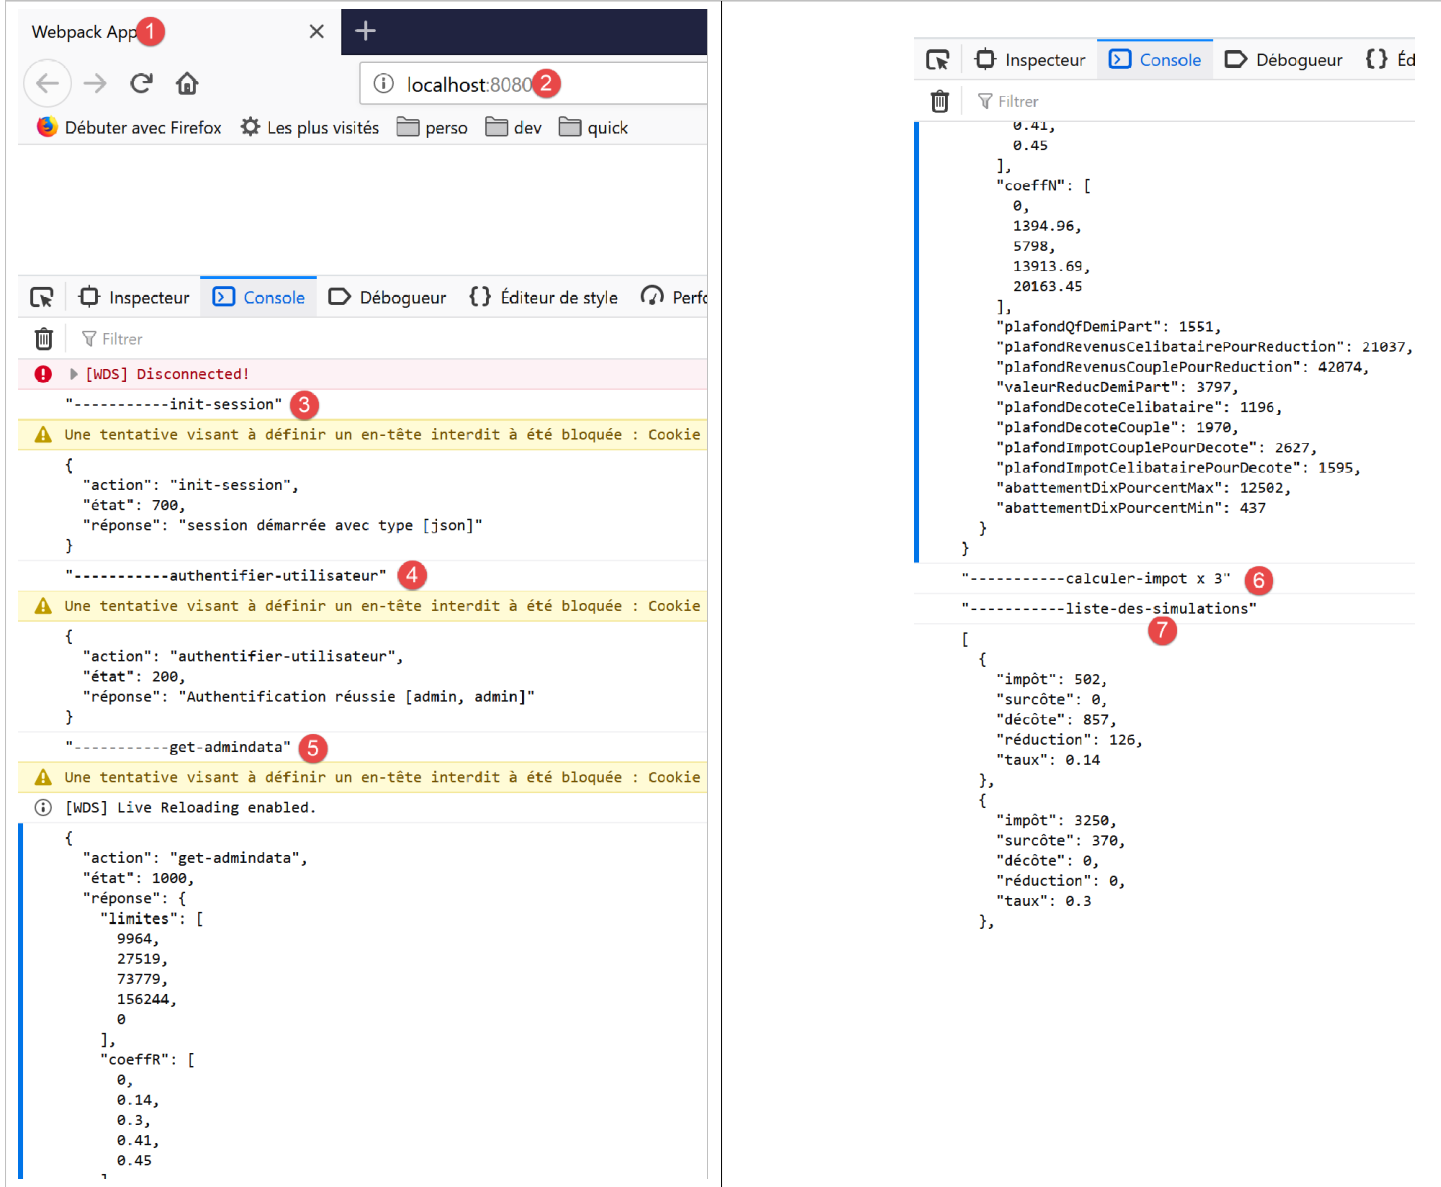 Webpack App 1
localhost:8080 2
Débuter avec Firefox Les plus visités perso dev quick
Inspecteur Console Débogueur Éditeur de style Perfo
Filtrer
[WDS] Disconnected!
"-----------init-session" 3
Une tentative visant à définir un en-tête interdit à été bloquée : Cookie
{
"action": "init-session",
"état": 700,
"réponse": "session démarrée avec type [json]"
}
"-----------authentifier-utilisateur" 4
Une tentative visant à définir un en-tête interdit à été bloquée : Cookie
{
"action": "authentifier-utilisateur",
"état": 200,
"réponse": "Authentification réussie [admin, admin]"
}
"-----------get-admindata" 5
Une tentative visant à définir un en-tête interdit à été bloquée : Cookie
[WDS] Live Reloading enabled.
{
"action": "get-admindata",
"état": 1000,
"réponse": {
"limites": [
9964,
27519,
73779,
156244,
0
],
"coeffR": [
0,
0.14,
0.3,
0.41,
0.45
]
Inspecteur Console Débogueur {} Éd
Filtrer
0.41,
0.45
],
"coeffN": [
0,
1394.96,
5798,
13913.69,
20163.45
],
"plafondQfDemiPart": 1551,
"plafondRevenusCelibatairePourReduction": 21037,
"plafondRevenusCouplePourReduction": 42074,
"valeurReducDemiPart": 3797,
"plafondDecoteCelibataire": 1196,
"plafondDecoteCouple": 1970,
"plafondImpotCouplePourDecote": 2627,
"plafondImpotCelibatairePourDecote": 1595,
"abattementDixPourcentMax": 12502,
"abattementDixPourcentMin": 437
}
}
"-----------calculer-impot x 3" 6
"-----------liste-des-simulations"
7
[
{
"impôt": 502,
"surcôte": 0,
"décôte": 857,
"réduction": 126,
"taux": 0.14
},
{
"impôt": 3250,
"surcôte": 370,
"décôte": 0,
"réduction": 0,
"taux": 0.3
},